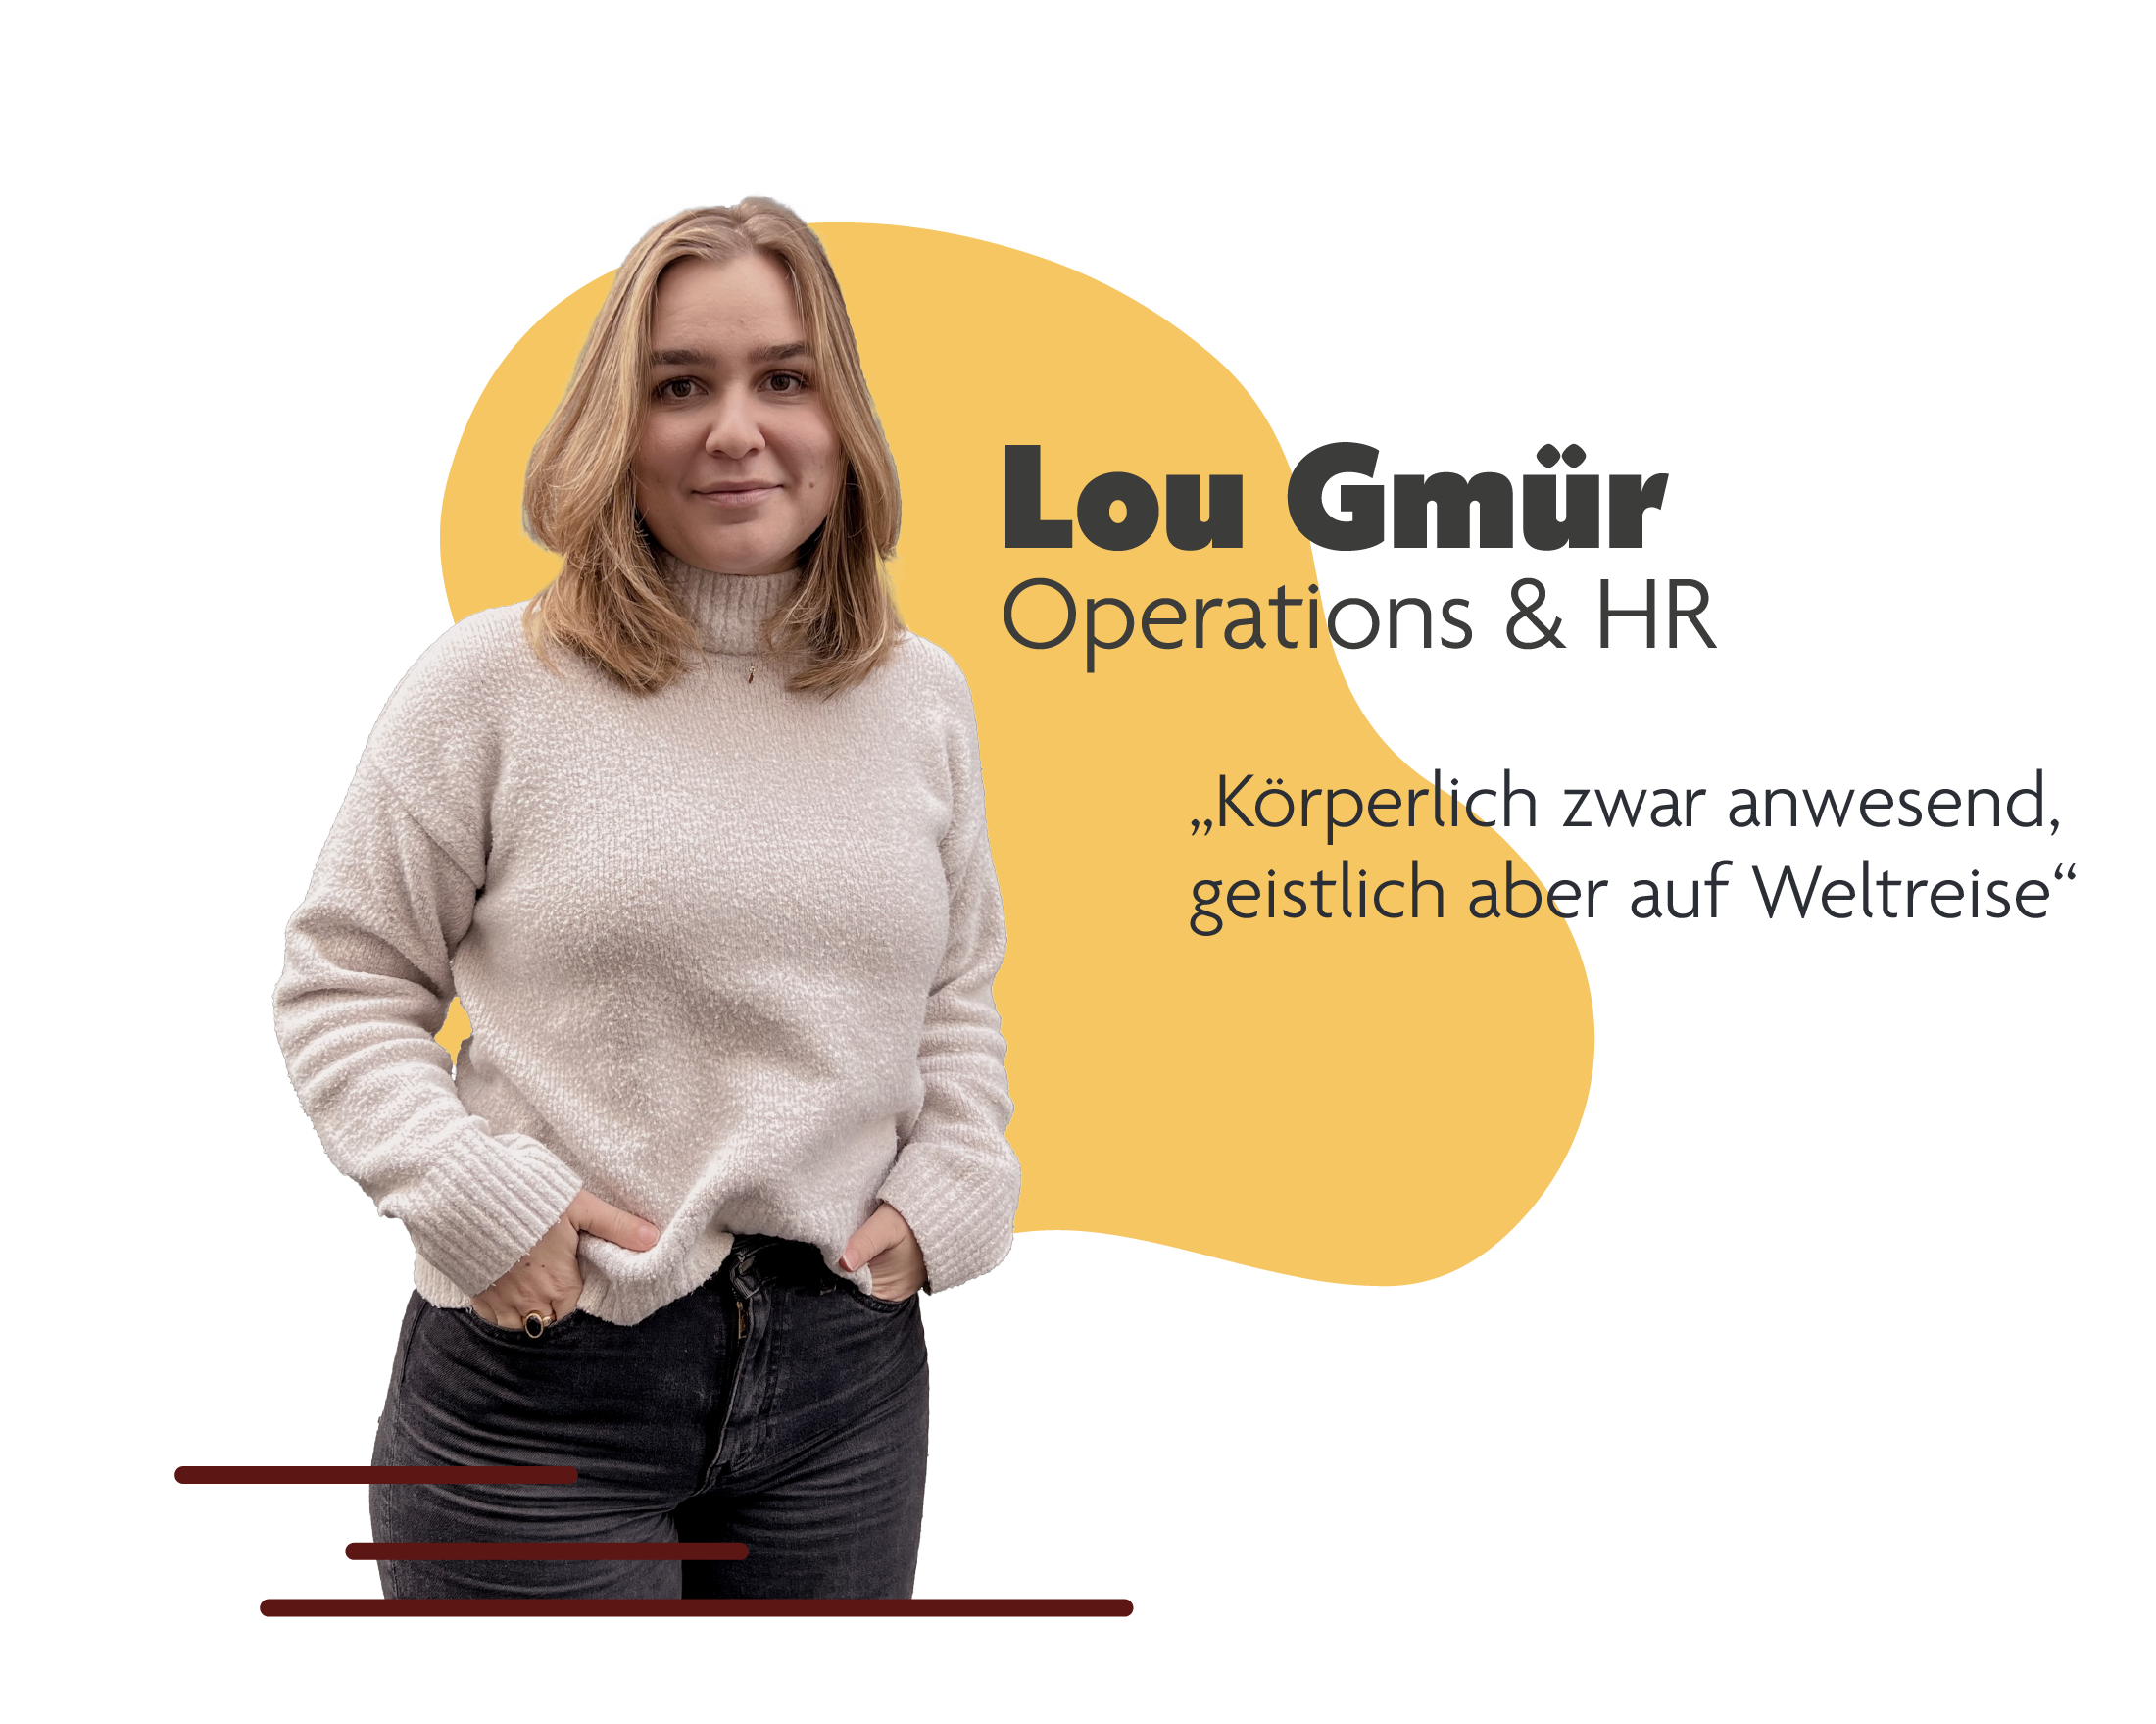 Lou Gmür
Operations & HR
„Körperlich zwar anwesend,
geistlich aber auf Weltreise“